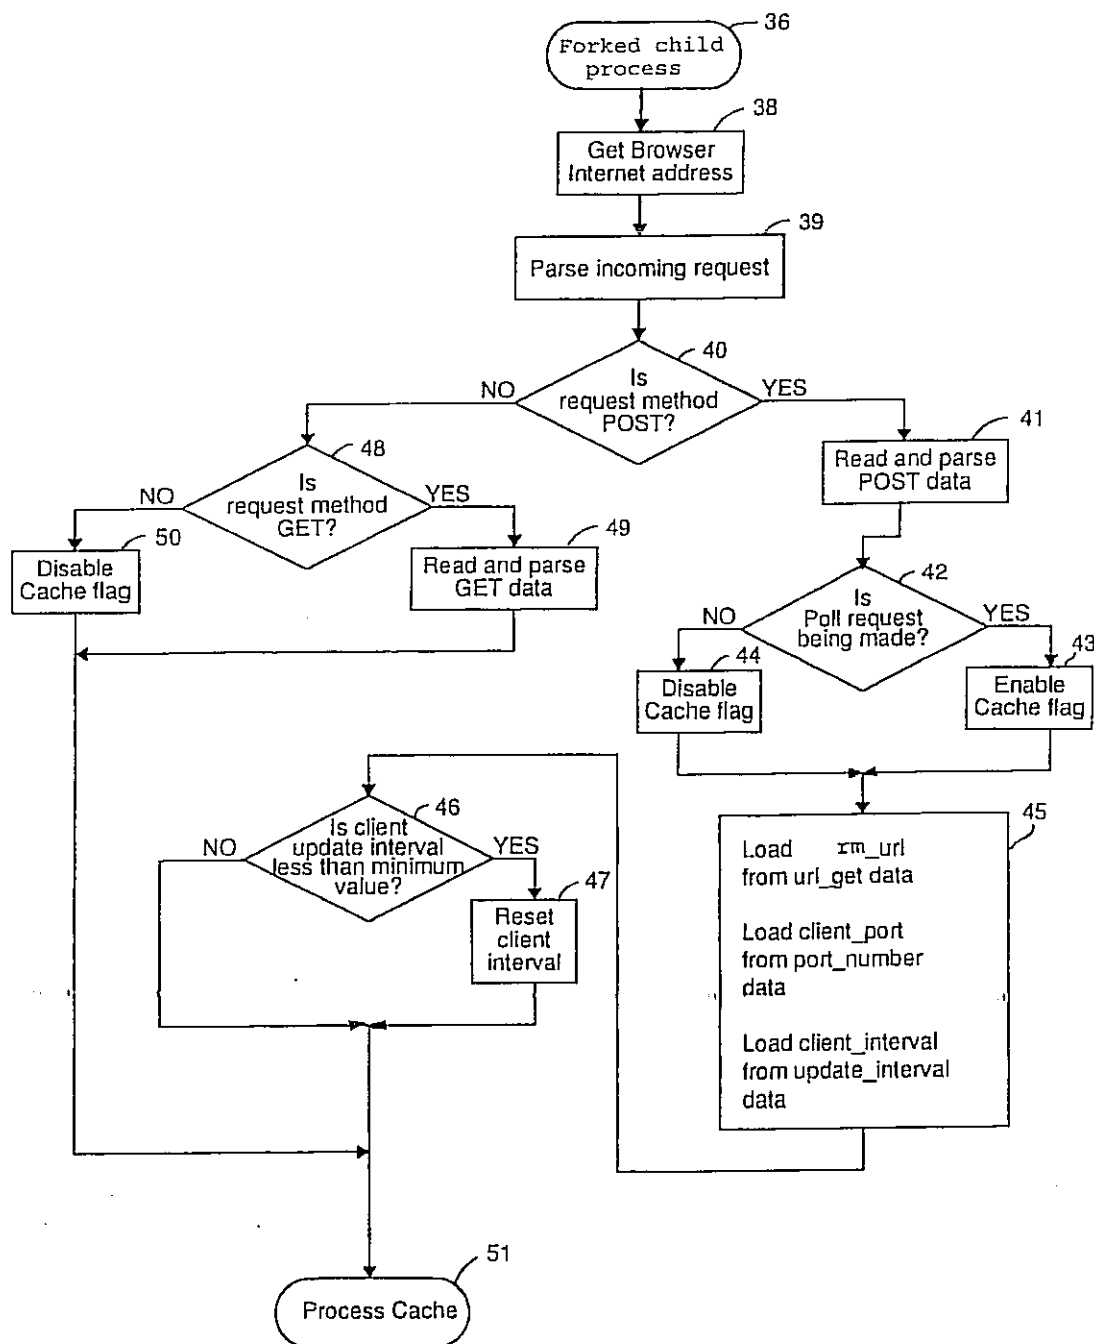 36
Forked child
process
38
Get Browser
Internet address
39
Parse incoming request
40
NO
Is
request method
POST?
YES
41
Read and parse
POST data
48
NO
Is
request method
GET?
YES
50
Disable
Cache flag
49
Read and parse
GET data
42
NO
Is
Poll request
being made?
YES
44
Disable
Cache flag
43
Enable
Cache flag
46
NO
Is client
update interval
less than minimum
value?
YES
47
Reset
client
interval
45
Load rm_url
from url_get data
Load client_port
from port_number
data
Load client_interval
from update_interval
data
51
Process Cache